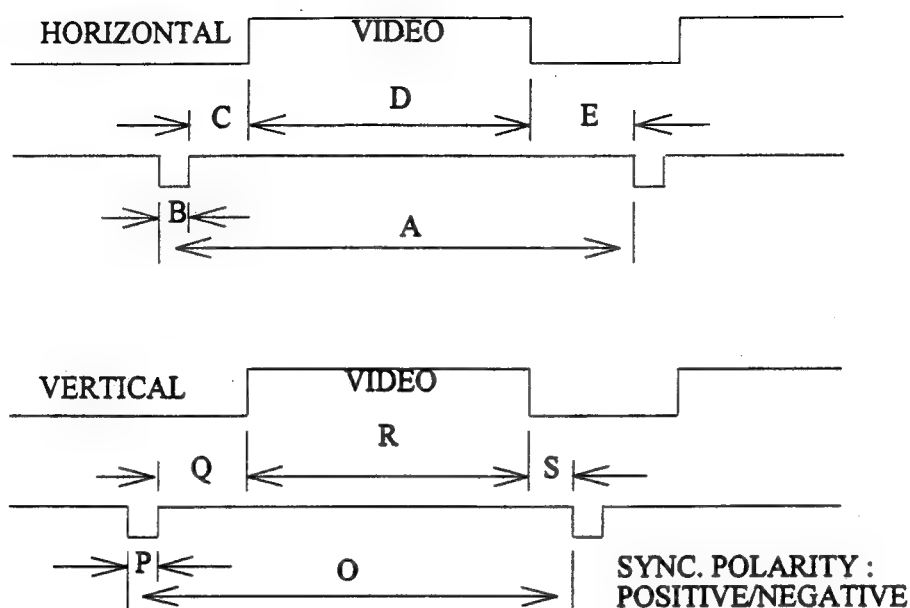 HORIZONTAL VIDEO
C D E
B
A
VERTICAL VIDEO
Q R S
P
O
SYNC. POLARITY :
POSITIVE/NEGATIVE